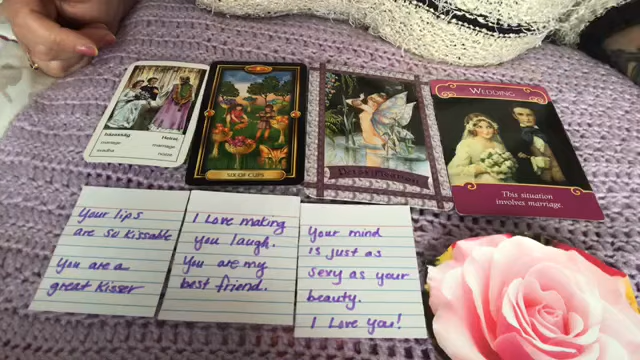 házasság
Heirat
marriage
SIX OF CUPS
WEDDING
This situation
involves marriage.
Your lips
are so kissable
You are a
great Kisser
I Love making
you laugh.
You are my
best friend.
Your mind
is just as
sexy as your
beauty.
I Love You!